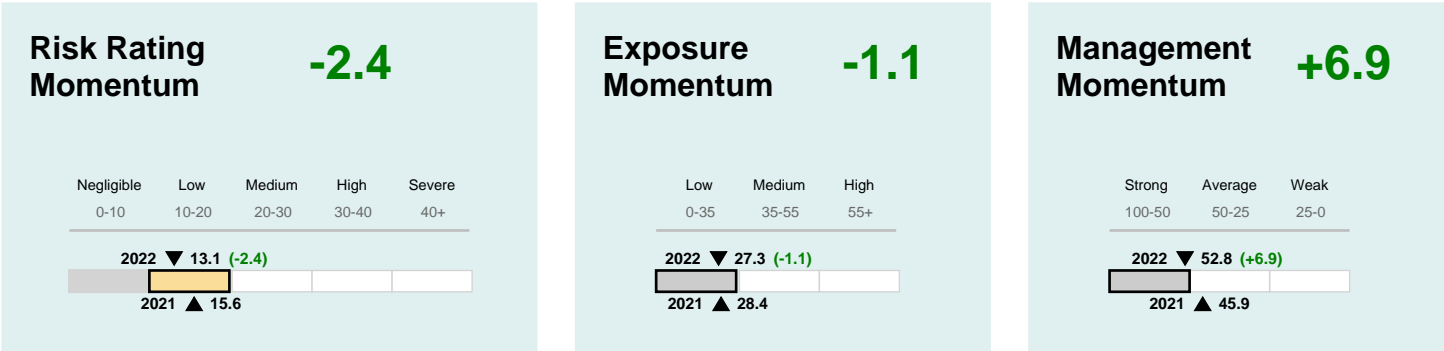 Risk Rating
Momentum
-2.4
Negligible Low Medium High Severe
0-10 10-20 20-30 30-40 40+
2022 ▼ 13.1 (-2.4)
2021 ▲ 15.6
Exposure
Momentum
-1.1
Low Medium High
0-35 35-55 55+
2022 ▼ 27.3 (-1.1)
2021 ▲ 28.4
Management
Momentum
+6.9
Strong Average Weak
100-50 50-25 25-0
2022 ▼ 52.8 (+6.9)
2021 ▲ 45.9